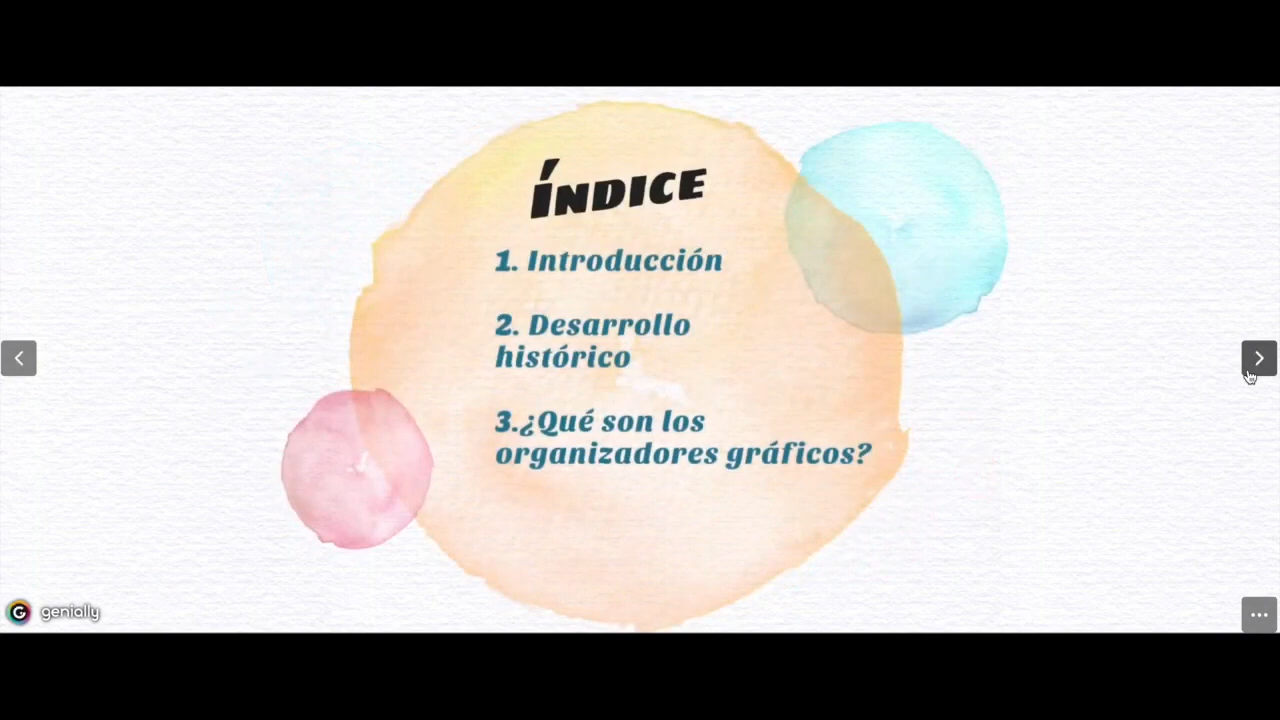 ÍNDICE
1. Introducción
2. Desarrollo
histórico
3.¿Qué son los
organizadores gráficos?
genially